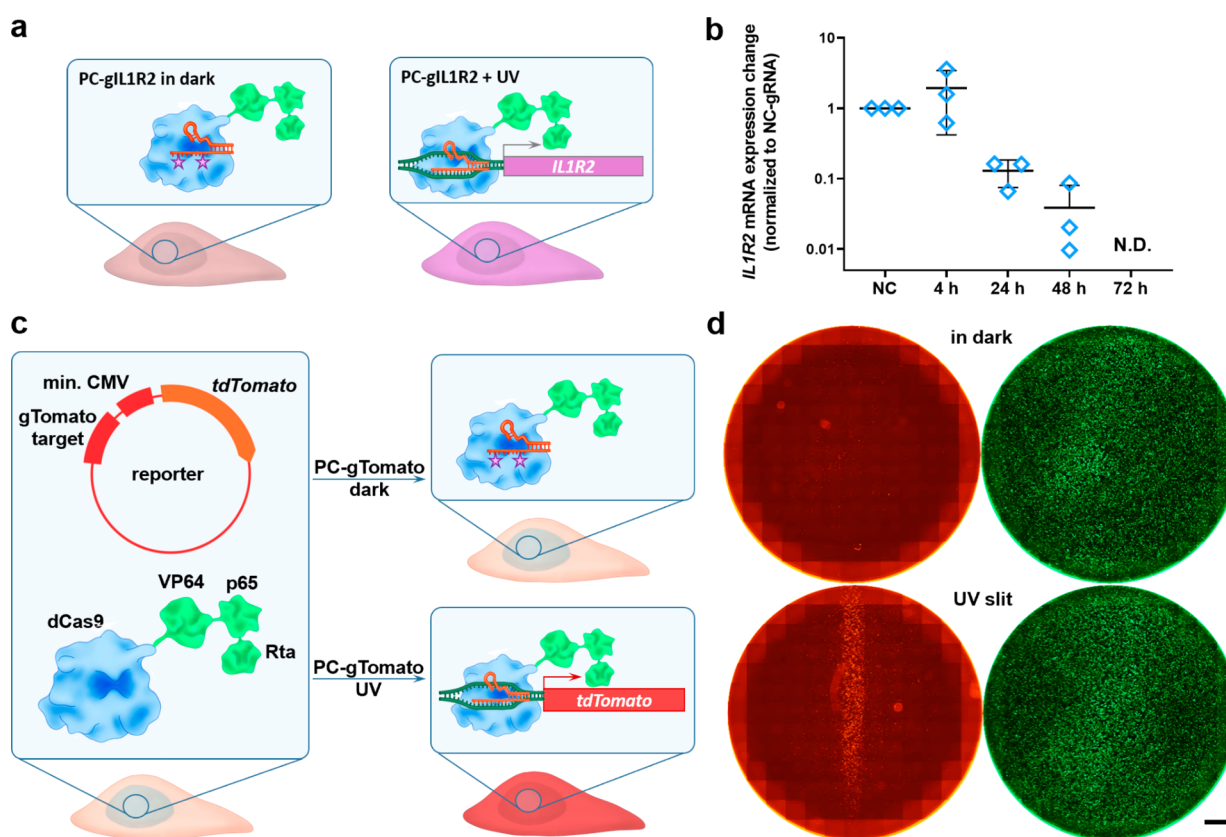 a
PC-gIL1R2 in dark
PC-gIL1R2 + UV
IL1R2
b
IL1R2 mRNA expression change
(normalized to NC-gRNA)
10
1
0.1
0.01
N.D.
NC
4 h
24 h
48 h
72 h
c
min. CMV
tdTomato
gTomato
target
reporter
VP64
p65
dCas9
Rta
PC-gTomato
dark
PC-gTomato
UV
tdTomato
d
in dark
UV slit